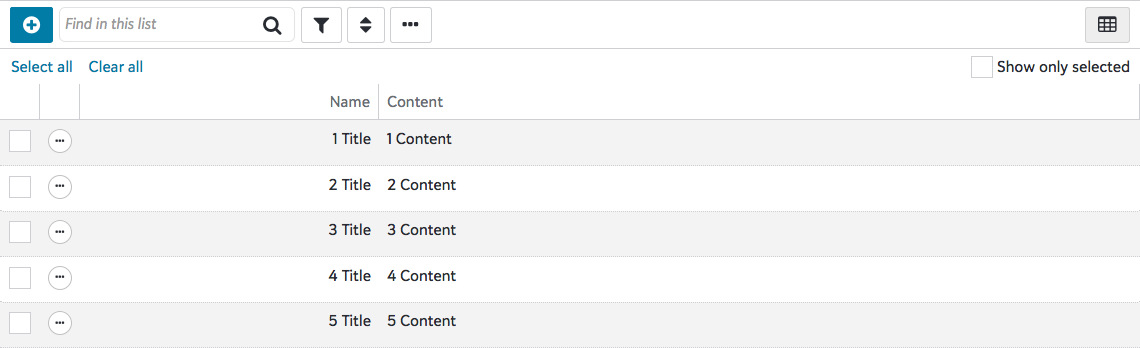 Find in this list
Select all Clear all Show only selected
Name Content
1 Title 1 Content
2 Title 2 Content
3 Title 3 Content
4 Title 4 Content
5 Title 5 Content